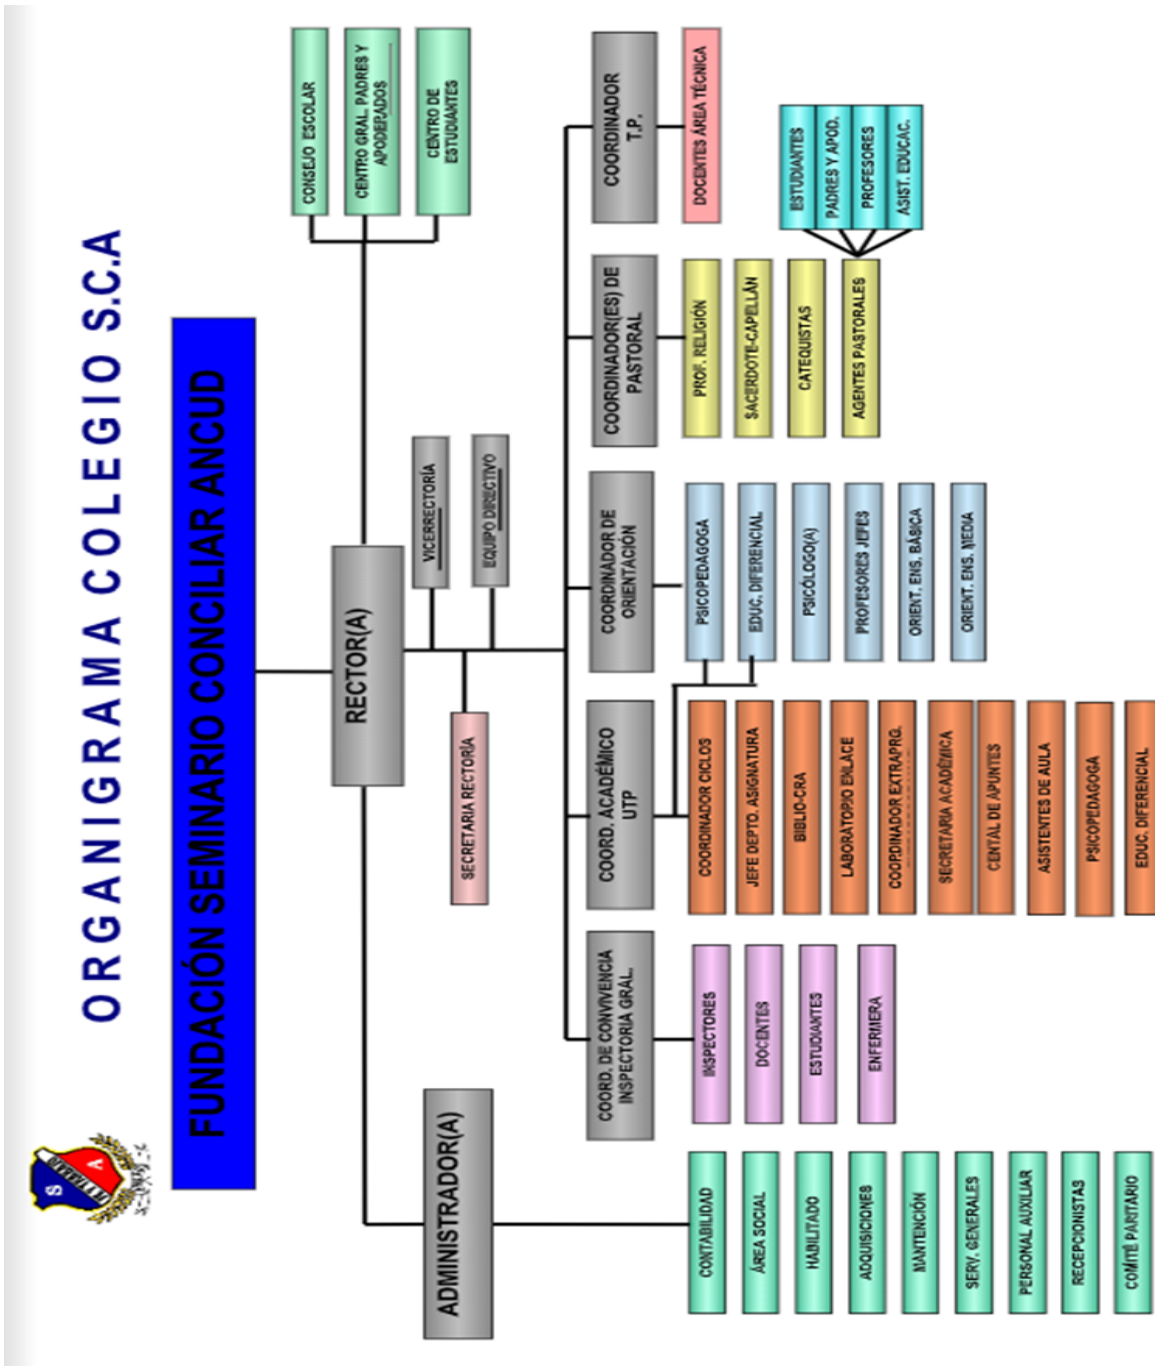 ORGANIGRAMA COLEGIO S.C.A
S
A
FUNDACIÓN SEMINARIO CONCILIAR ANCUD
RECTOR(A)
CONSEJO ESCOLAR
CENTRO GRAL. PADRES Y
APODERADOS
CENTRO DE
ESTUDIANTES
VICERRECTORÍA
EQUIPO DIRECTIVO
SECRETARIA RECTORÍA
ADMINISTRADOR(A)
CONTABILIDAD
ÁREA SOCIAL
HABILITADO
ADQUISICIONES
MANTENCIÓN
SERV. GENERALES
PERSONAL AUXILIAR
RECEPCIONISTAS
COMITÉ PARITARIO
COORD. DE CONVIVENCIA
INSPECTORIA GRAL.
INSPECTORES
DOCENTES
ESTUDIANTES
ENFERMERA
COORD. ACADÉMICO
UTP
COORDINADOR CICLOS
JEFE DEPTO. ASIGNATURA
BIBLIO-CRA
LABORATORIO ENLACE
COORDINADOR EXTRAPRG.
SECRETARIA ACADÉMICA
CENTAL DE APUNTES
ASISTENTES DE AULA
PSICOPEDAGOGA
EDUC. DIFERENCIAL
COORDINADOR DE
ORIENTACIÓN
PSICOPEDAGOGA
EDUC. DIFERENCIAL
PSICÓLOGO(A)
PROFESORES JEFES
ORIENT. ENS. BÁSICA
ORIENT. ENS. MEDIA
COORDINADOR(ES) DE
PASTORAL
PROF. RELIGIÓN
SACERDOTE-CAPELLÁN
CATEQUISTAS
AGENTES PASTORALES
ESTUDIANTES
PADRES Y APOD.
PROFESORES
ASIST. EDUCAC.
COORDINADOR
T.P.
DOCENTES ÁREA TÉCNICA